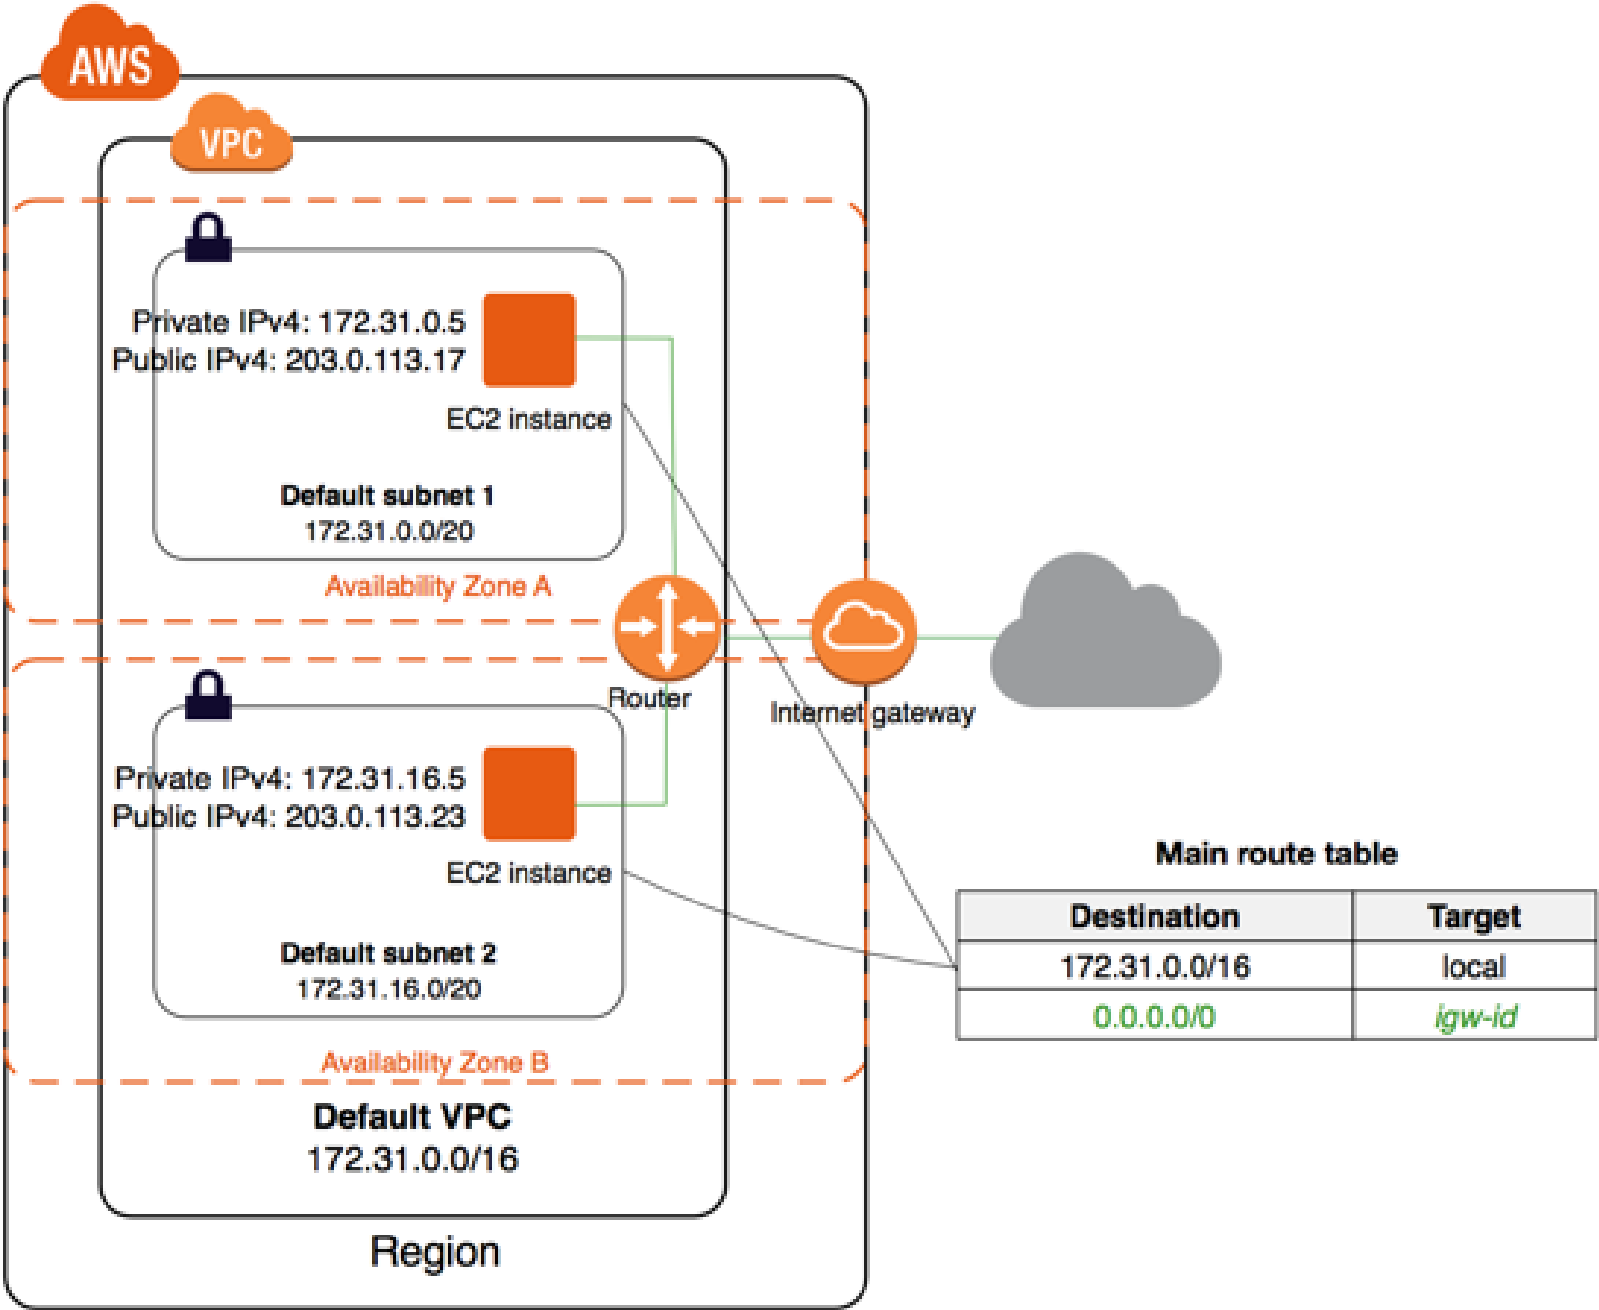 AWS
VPC
Private IPv4: 172.31.0.5
Public IPv4: 203.0.113.17
EC2 instance
Default subnet 1
172.31.0.0/20
Availability Zone A
Router
Internet gateway
Private IPv4: 172.31.16.5
Public IPv4: 203.0.113.23
EC2 instance
Default subnet 2
172.31.16.0/20
Availability Zone B
Default VPC
172.31.0.0/16
Region
Main route table
Destination Target
172.31.0.0/16 local
0.0.0.0/0 igw-id